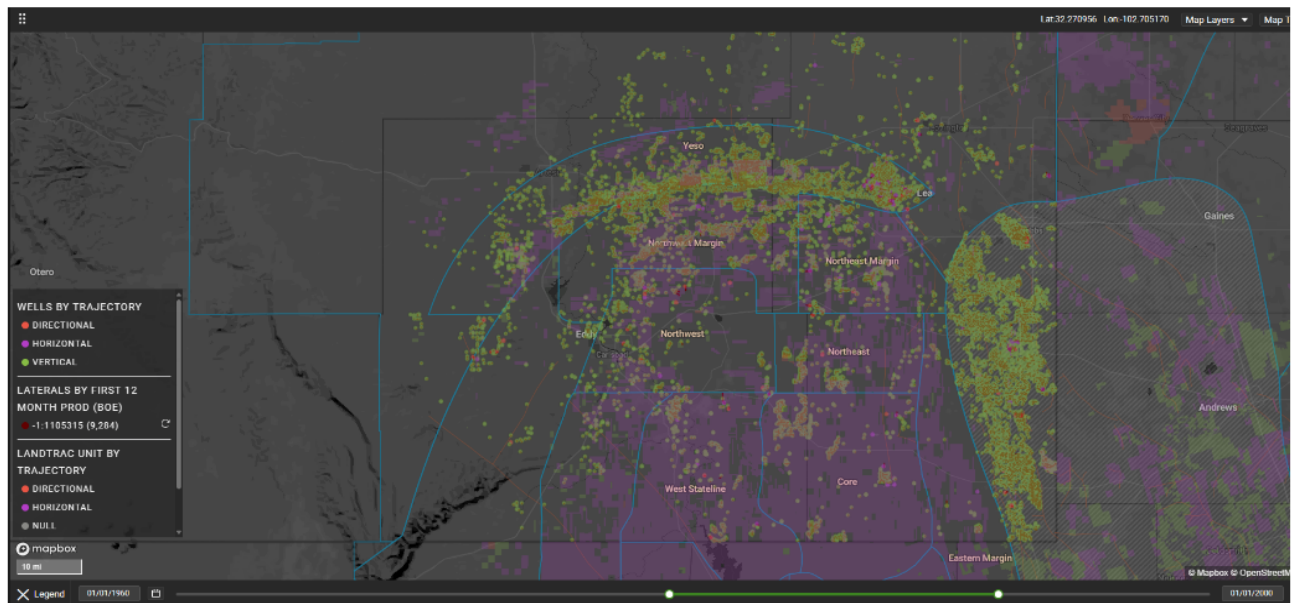 Lat:32.270956 Lon:-102.705170 Map Layers Map T
Yeso
Lea
Gaines
Northwest Margin
Northeast Margin
Otero
WELLS BY TRAJECTORY
DIRECTIONAL
HORIZONTAL
VERTICAL
Eddy
Northwest
Northeast
LATERALS BY FIRST 12
MONTH PROD (BOE)
-1:1105315 (9,284)
Andrews
LANDTRAC UNIT BY
TRAJECTORY
DIRECTIONAL
HORIZONTAL
NULL
West Stateline
Core
Eastern Margin
mapbox
10 mi
© Mapbox © OpenStreetM
Legend 01/01/1960 01/01/2000